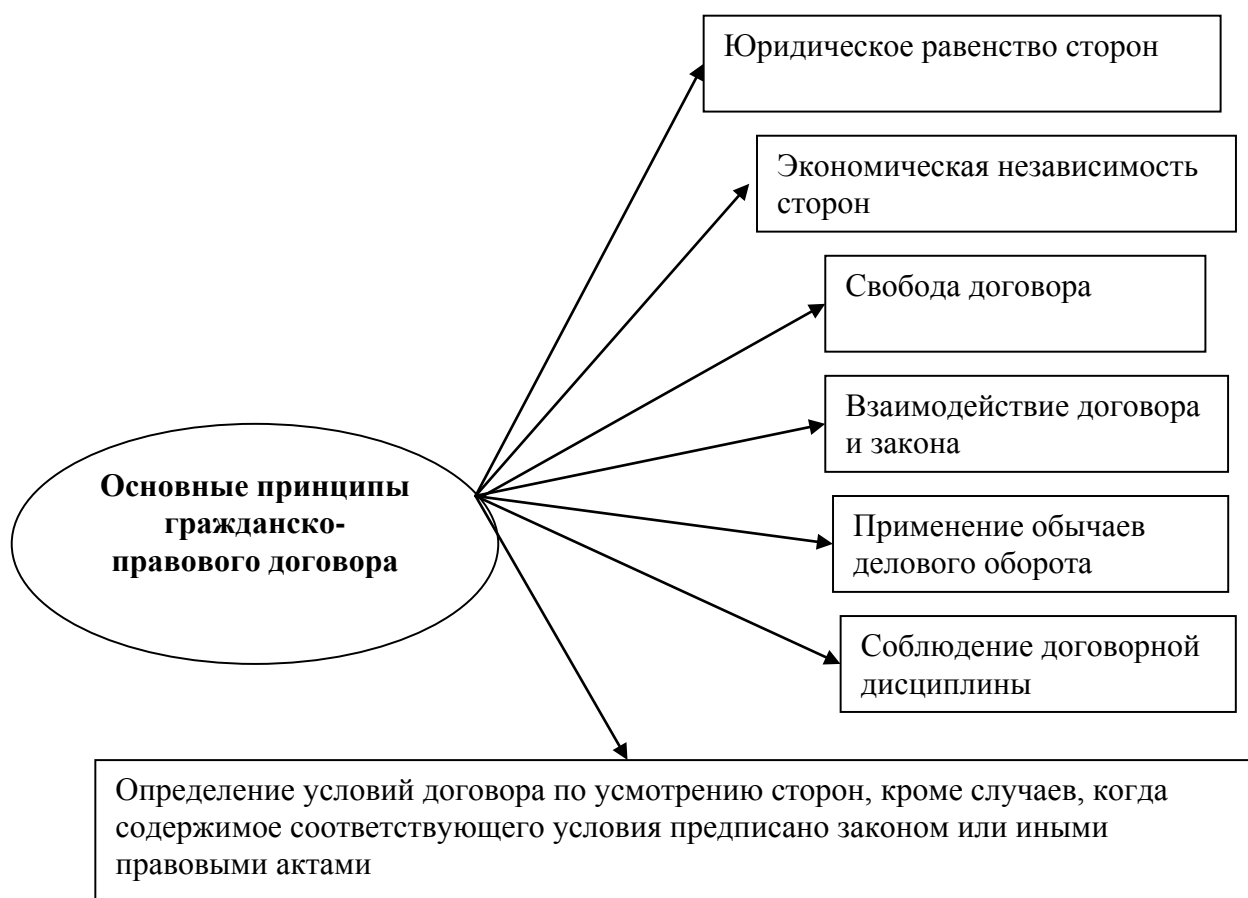 Юридическое равенство сторон
Экономическая независимость
сторон
Свобода договора
Взаимодействие договора
и закона
Основные принципы
гражданско-
правового договора
Применение обычаев
делового оборота
Соблюдение договорной
дисциплины
Определение условий договора по усмотрению сторон, кроме случаев, когда
содержимое соответствующего условия предписано законом или иными
правовыми актами